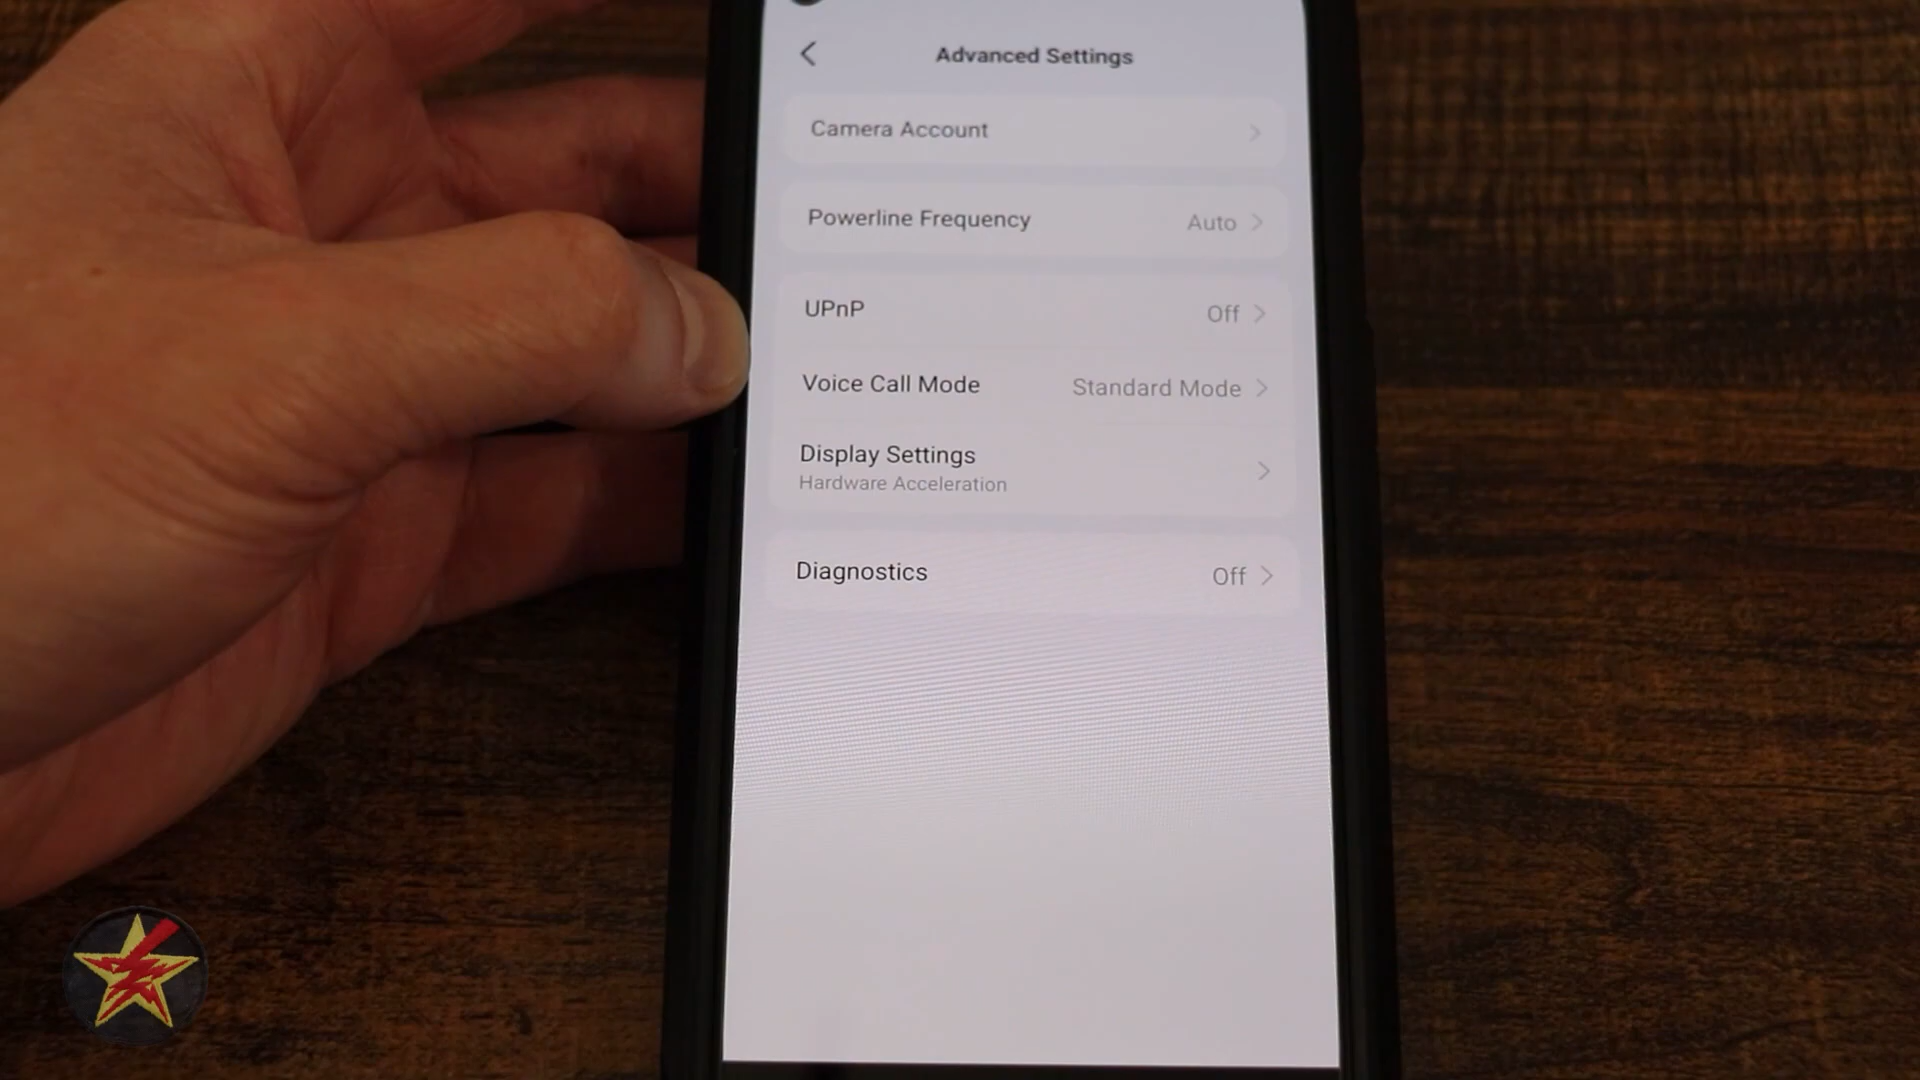 Advanced Settings
Camera Account
Powerline Frequency Auto
UPnP Off
Voice Call Mode Standard Mode
Display Settings
Hardware Acceleration
Diagnostics Off